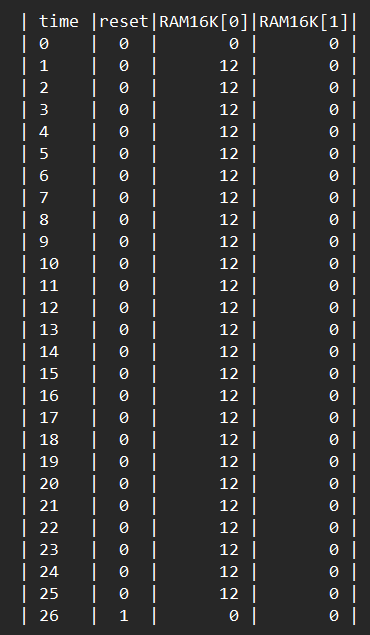 | time |reset|RAM16K[0]|RAM16K[1]|
| 0 | 0 | 0 | 0 |
| 1 | 0 | 12 | 0 |
| 2 | 0 | 12 | 0 |
| 3 | 0 | 12 | 0 |
| 4 | 0 | 12 | 0 |
| 5 | 0 | 12 | 0 |
| 6 | 0 | 12 | 0 |
| 7 | 0 | 12 | 0 |
| 8 | 0 | 12 | 0 |
| 9 | 0 | 12 | 0 |
| 10 | 0 | 12 | 0 |
| 11 | 0 | 12 | 0 |
| 12 | 0 | 12 | 0 |
| 13 | 0 | 12 | 0 |
| 14 | 0 | 12 | 0 |
| 15 | 0 | 12 | 0 |
| 16 | 0 | 12 | 0 |
| 17 | 0 | 12 | 0 |
| 18 | 0 | 12 | 0 |
| 19 | 0 | 12 | 0 |
| 20 | 0 | 12 | 0 |
| 21 | 0 | 12 | 0 |
| 22 | 0 | 12 | 0 |
| 23 | 0 | 12 | 0 |
| 24 | 0 | 12 | 0 |
| 25 | 0 | 12 | 0 |
| 26 | 1 | 0 | 0 |